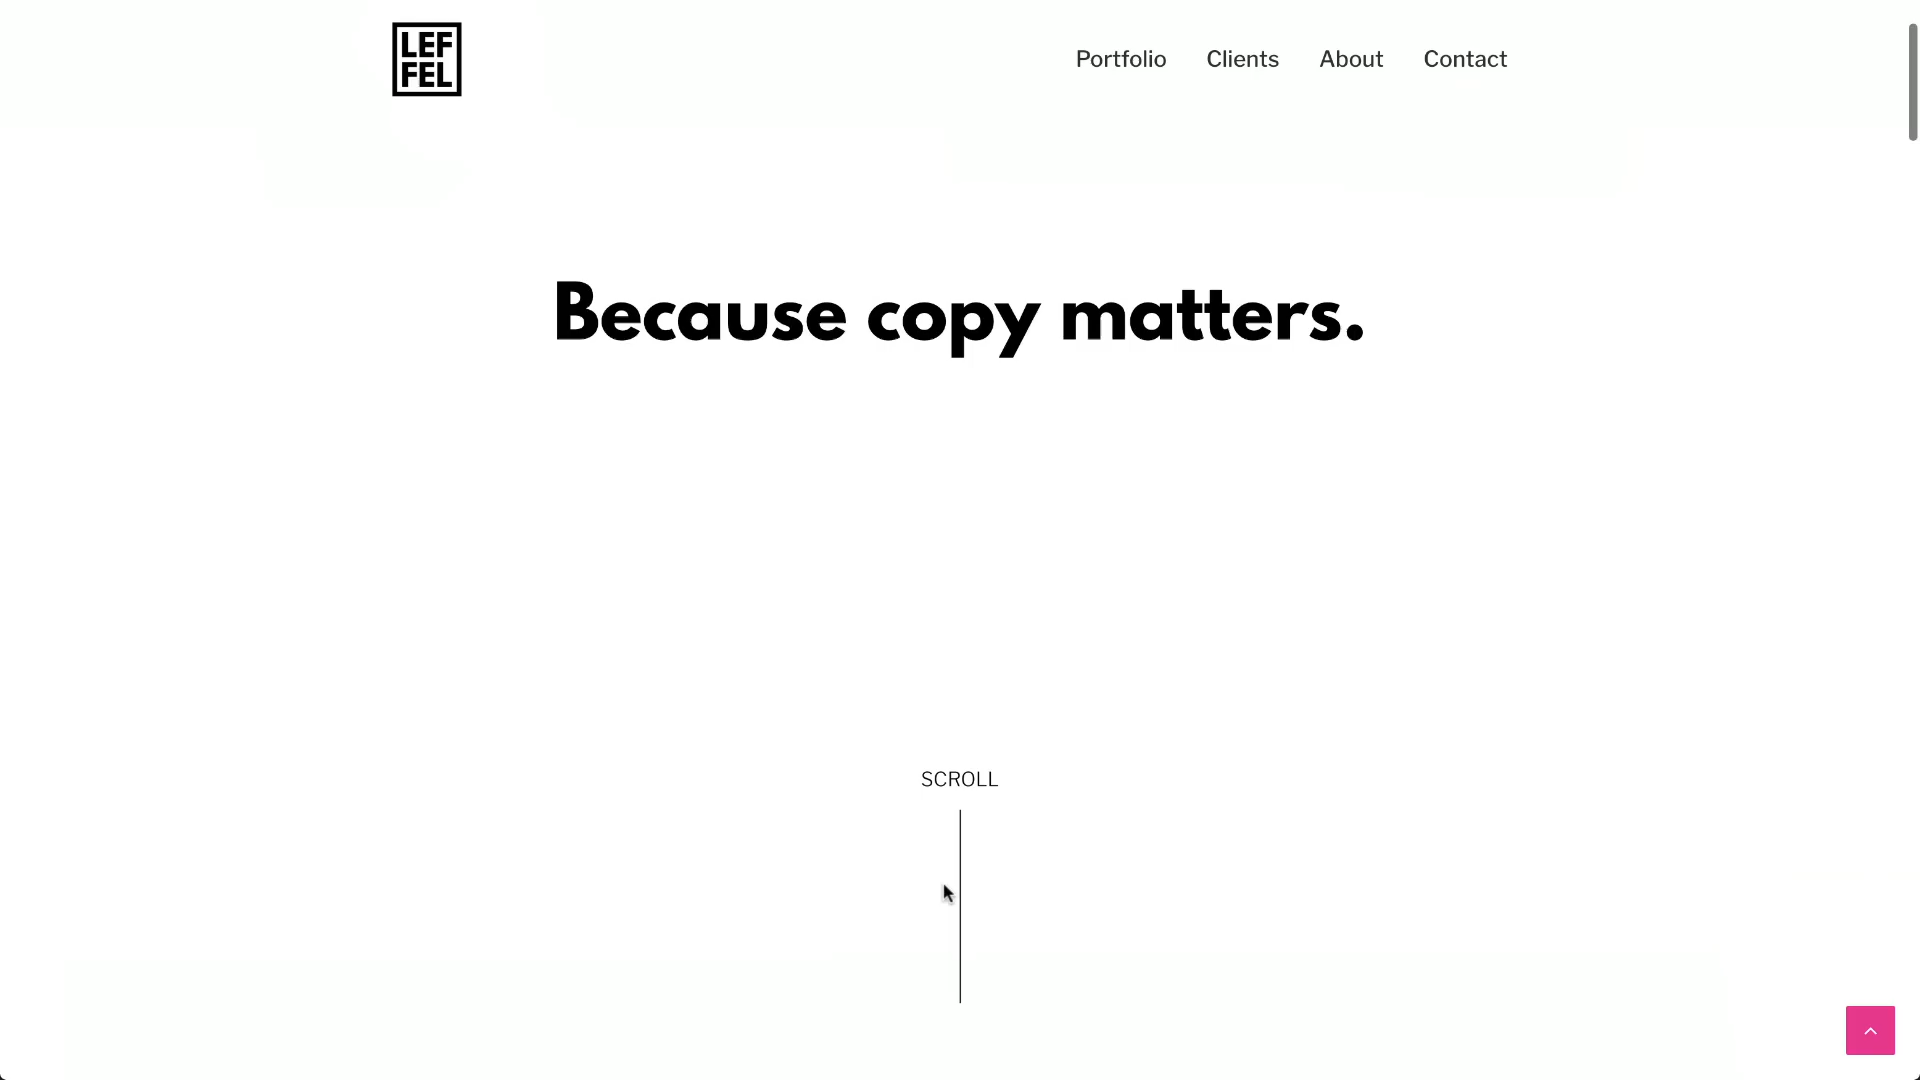 LEF
FEL
Portfolio Clients About Contact
Because copy matters.
SCROLL